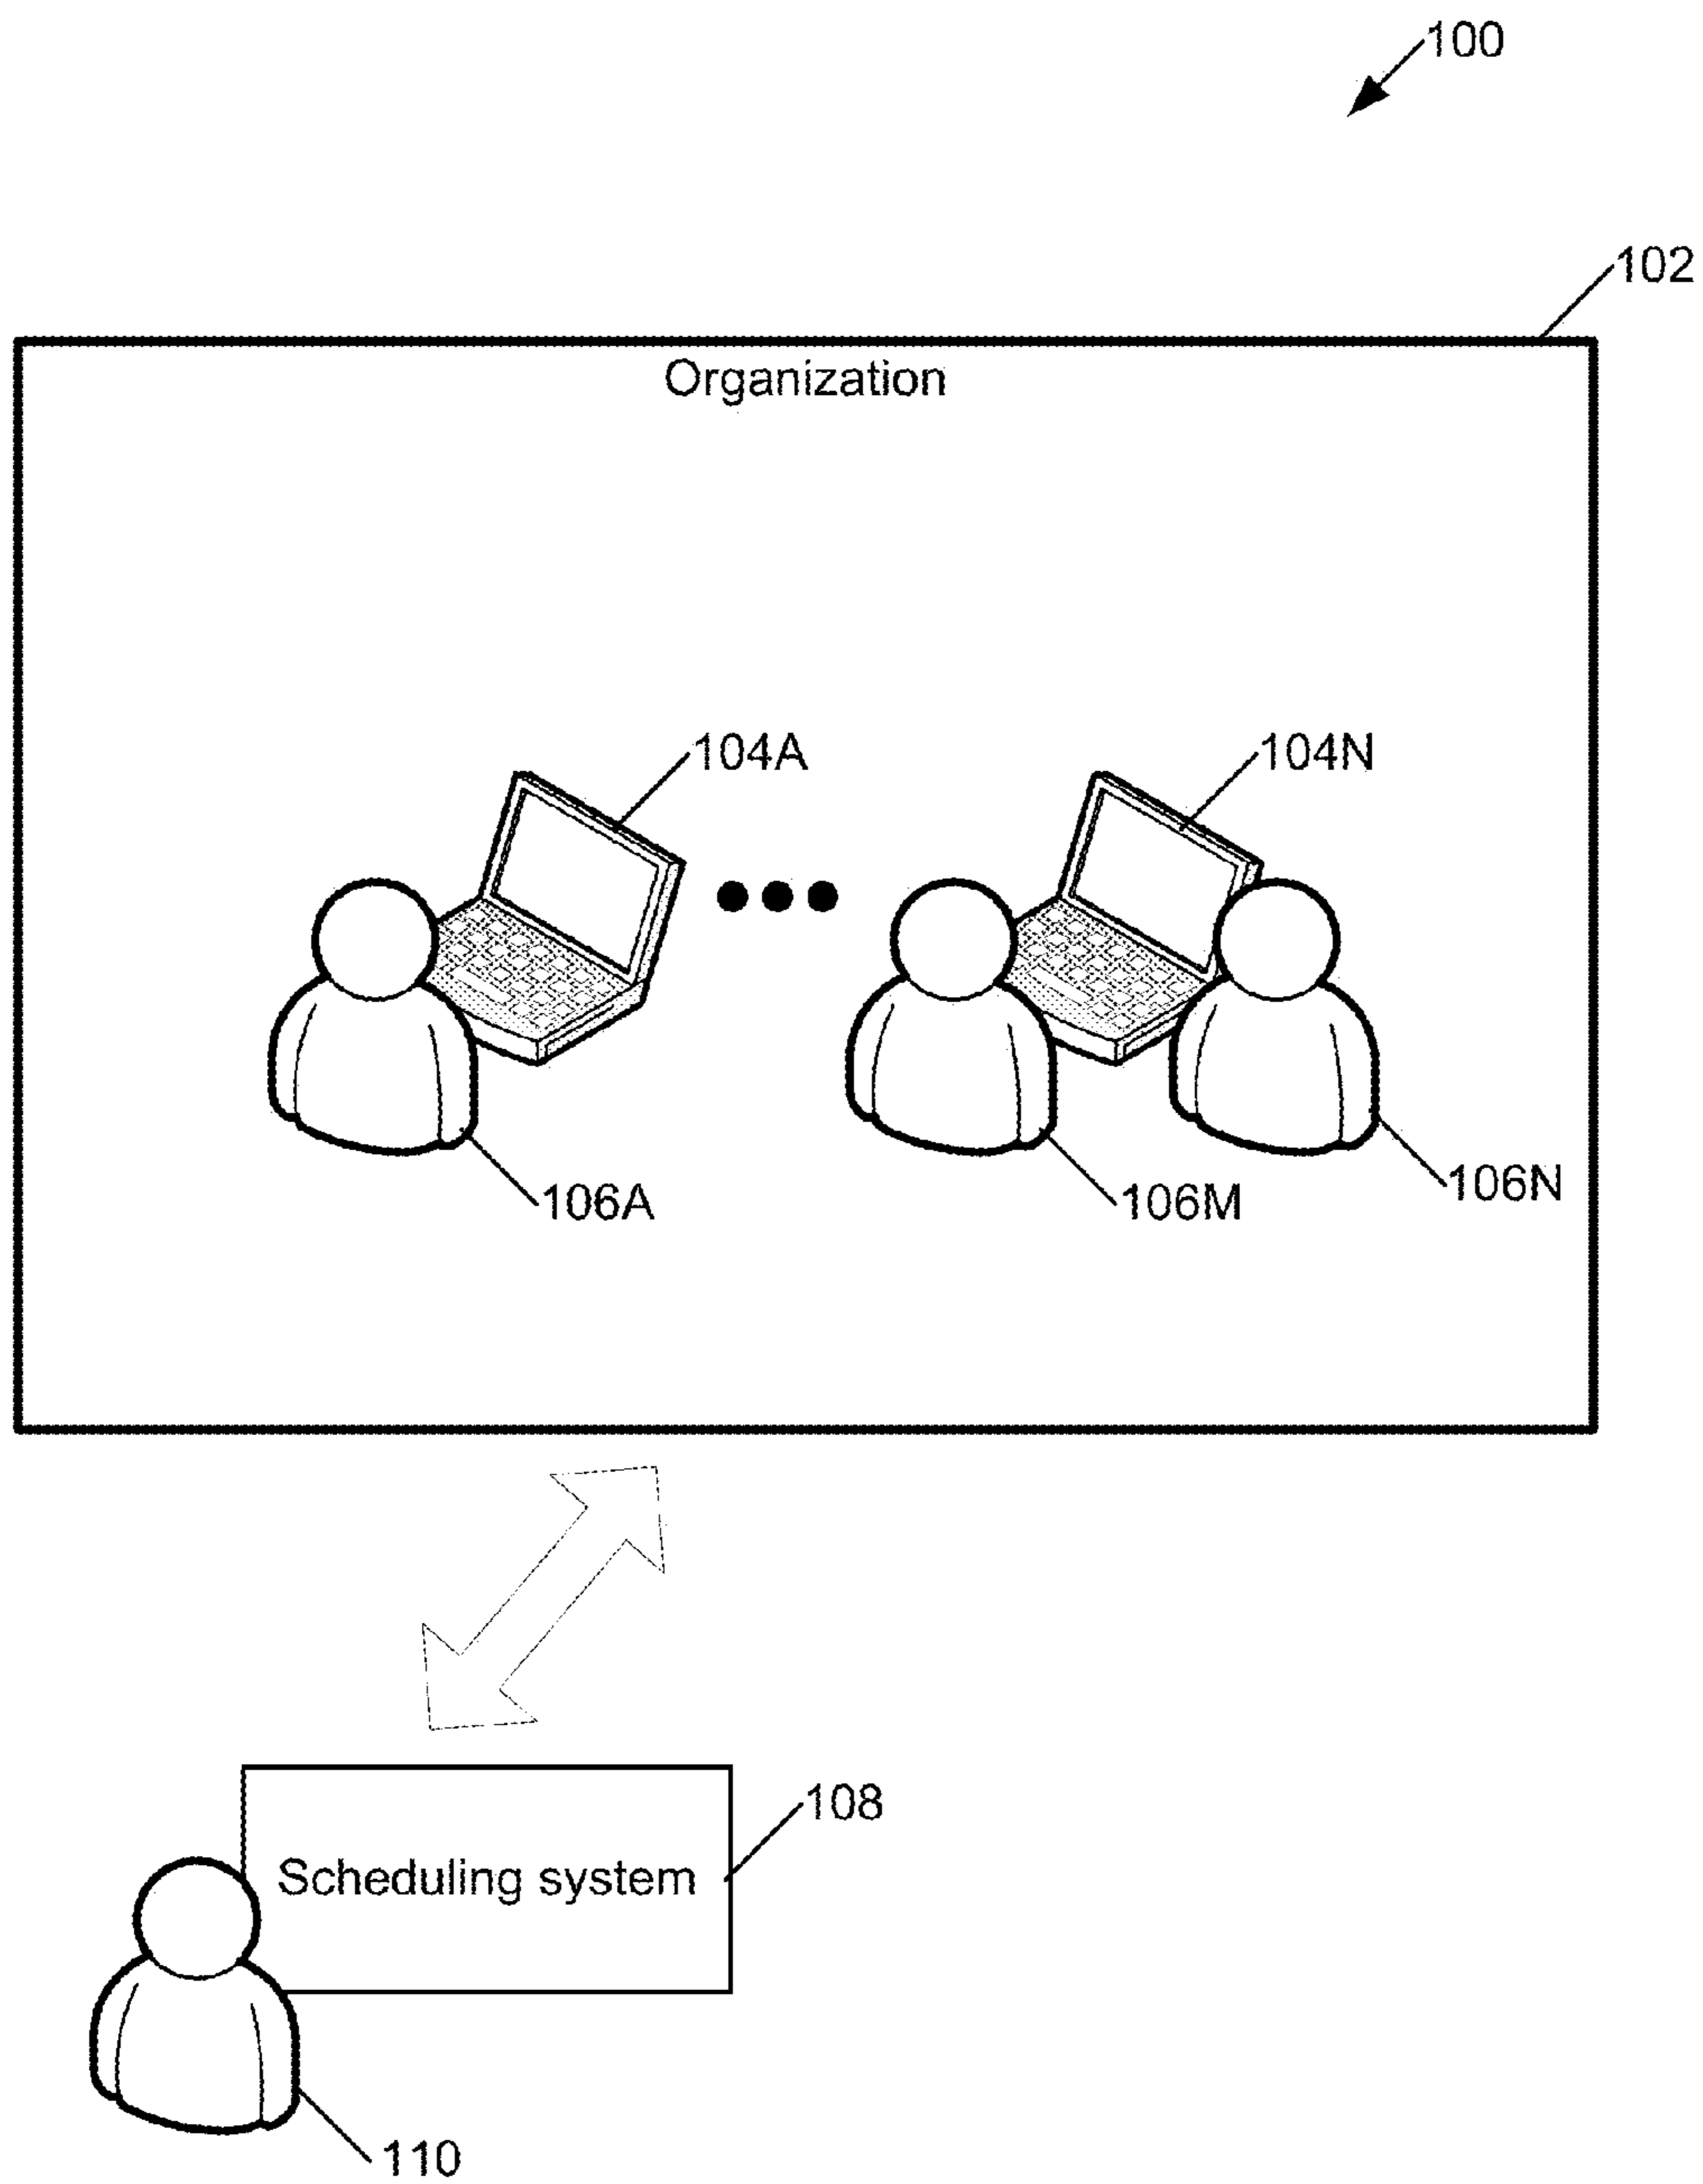 100
102
Organization
104A
104N
106A
106M
106N
108
Scheduling system
110